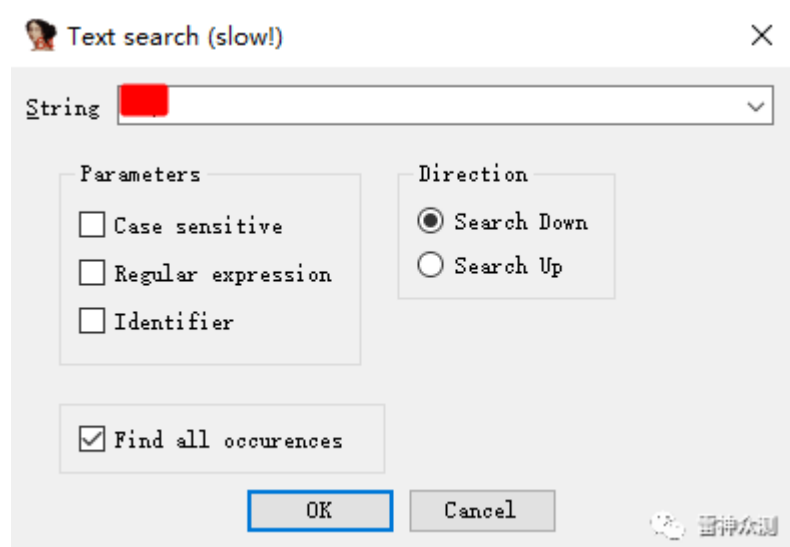 Text search (slow!)
String
Parameters
Direction
Case sensitive
Search Down
Regular expression
Search Up
Identifier
Find all occurences
OK
Cancel
雷神众测